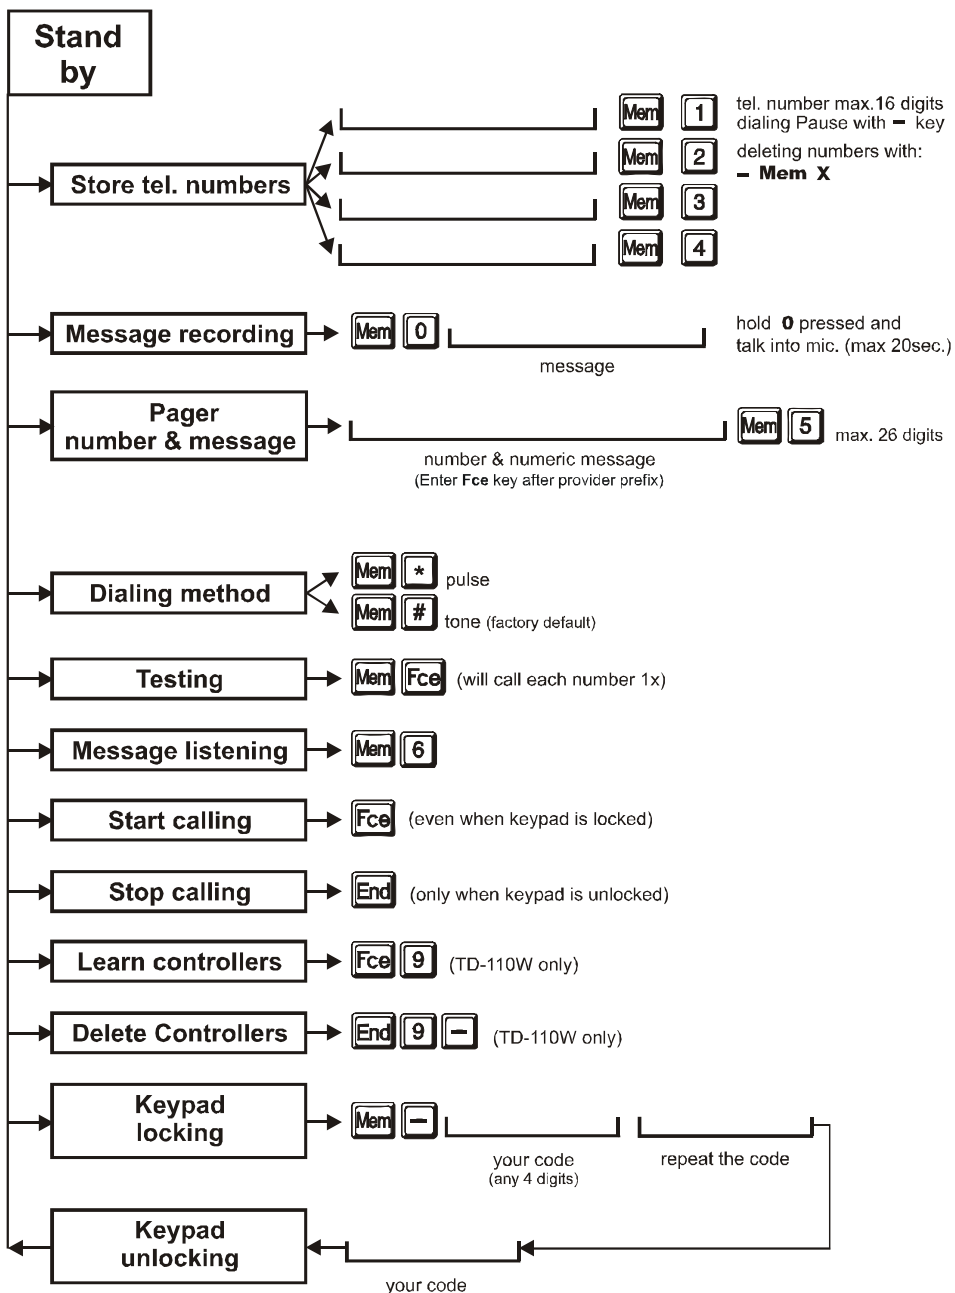 Stand
by
Mem 1 tel. number max.16 digits
dialing Pause with – key
Mem 2 deleting numbers with:
– Mem X
Store tel. numbers
Mem 3
Mem 4
Message recording Mem 0 hold 0 pressed and
talk into mic. (max 20sec.)
message
Pager
number & message
Mem 5 max. 26 digits
number & numeric message
(Enter Fce key after provider prefix)
Dialing method
Mem * pulse
Mem # tone (factory default)
Testing Mem Fce (will call each number 1x)
Message listening Mem 6
Start calling Fce (even when keypad is locked)
Stop calling End (only when keypad is unlocked)
Learn controllers Fce 9 (TD-110W only)
Delete Controllers End 9 – (TD-110W only)
Keypad
locking
Mem –
your code repeat the code
(any 4 digits)
Keypad
unlocking
your code